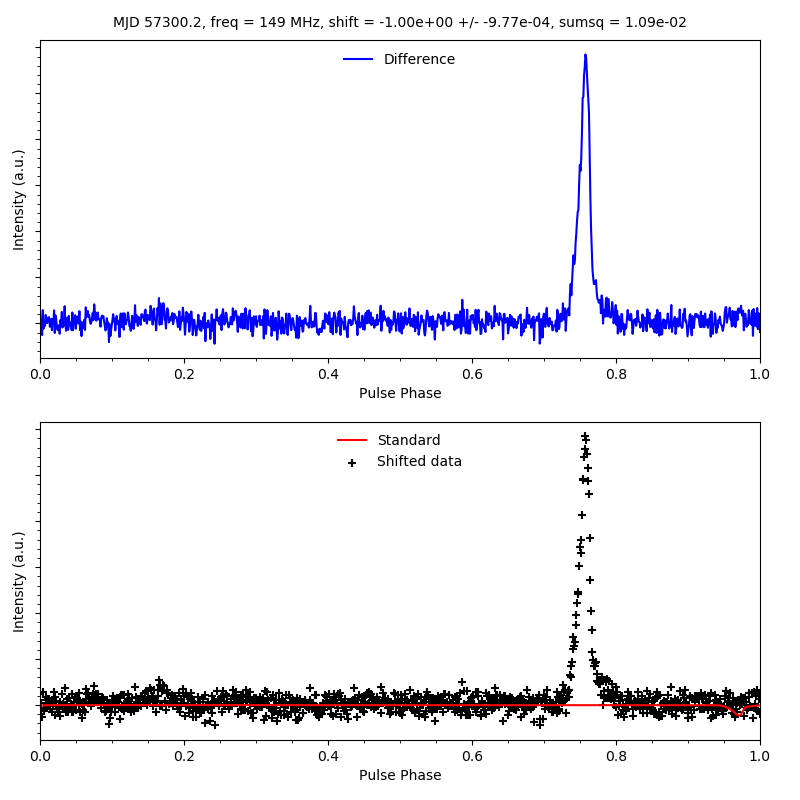 MJD 57300.2, freq = 149 MHz, shift = -1.00e+00 +/- -9.77e-04, sumsq = 1.09e-02
Difference
Intensity (a.u.)
0.0 0.2 0.4 0.6 0.8 1.0
Pulse Phase
Standard
Shifted data
Intensity (a.u.)
0.0 0.2 0.4 0.6 0.8 1.0
Pulse Phase